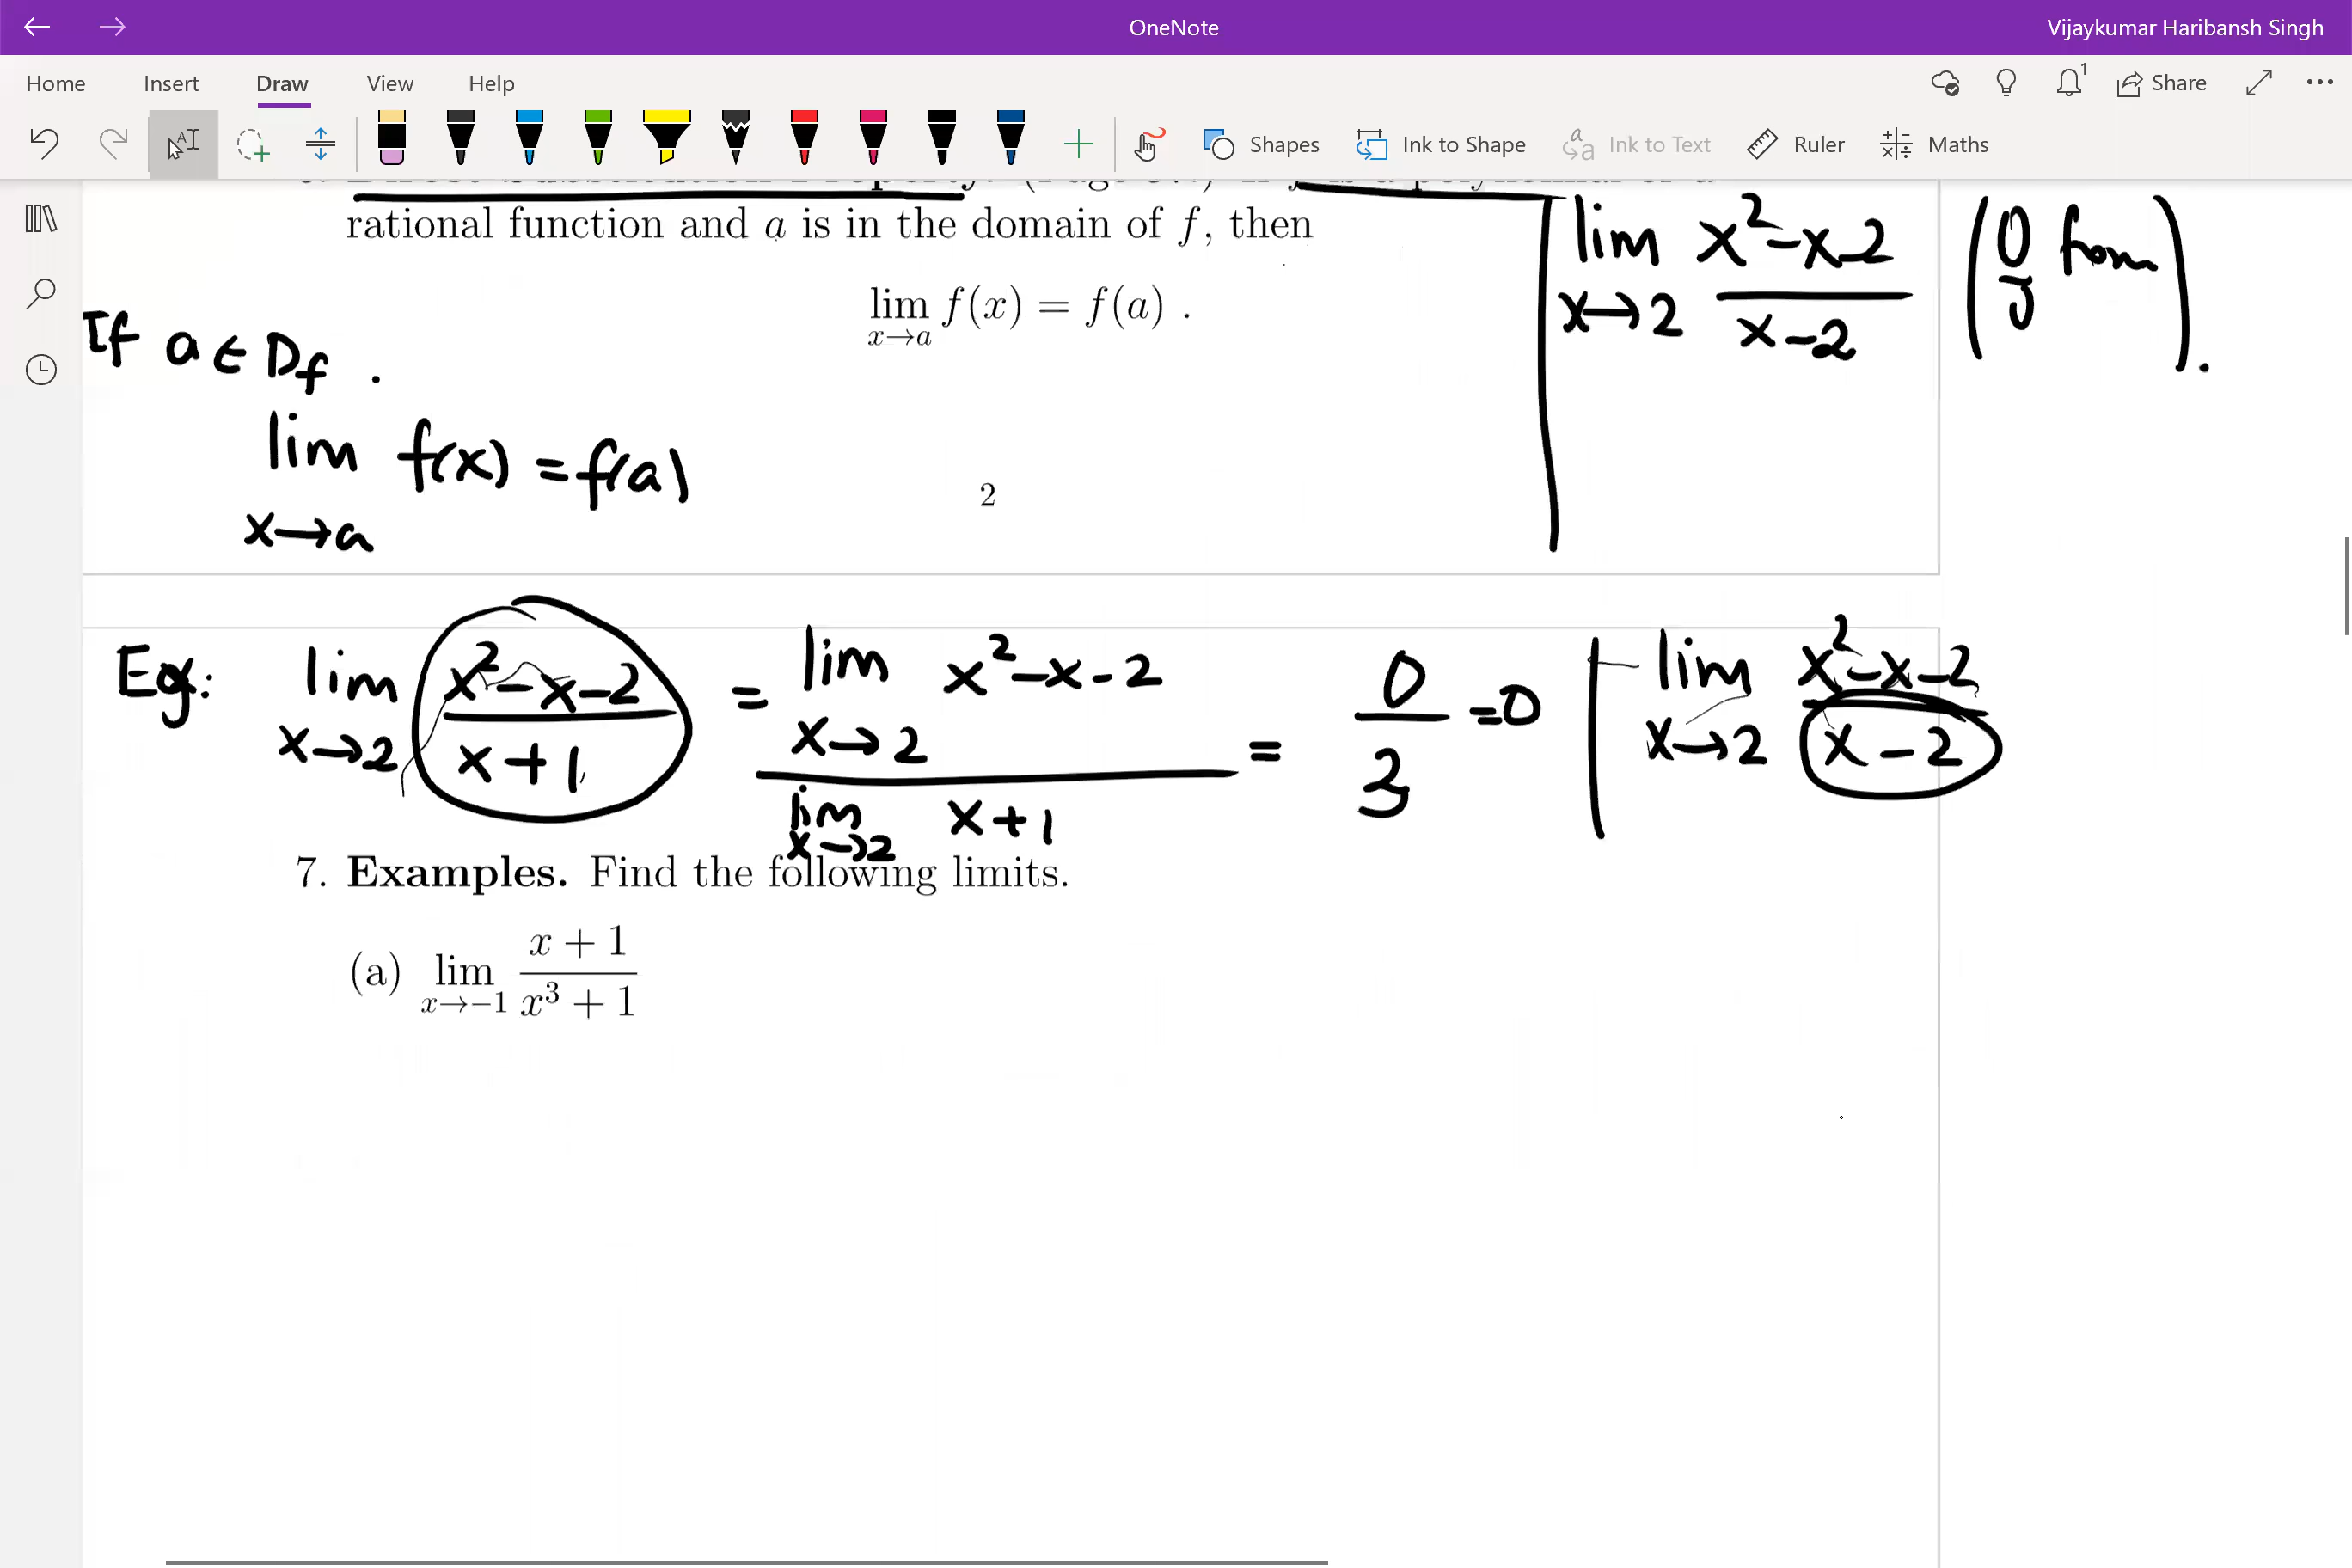 OneNote
Vijaykumar Haribansh Singh
Home Insert Draw View Help
1 Share
Shapes Ink to Shape Ink to Text Ruler Maths
rational function and a is in the domain of f, then
lim x→a f(x) = f(a) .
lim x→2 x²-x-2 / x-2 (0/0 from).
If a ∈ Df .
lim x→a f(x) = f(a)
2
Eg: lim x→2 x²-x-2 / x+1 = lim x→2 x²-x-2 / lim x→2 x+1 = 0/3 =0 | lim x→2 x²-x-2 / x-2
7. Examples. Find the following limits.
(a) lim x→−1 x + 1 / x³ + 1